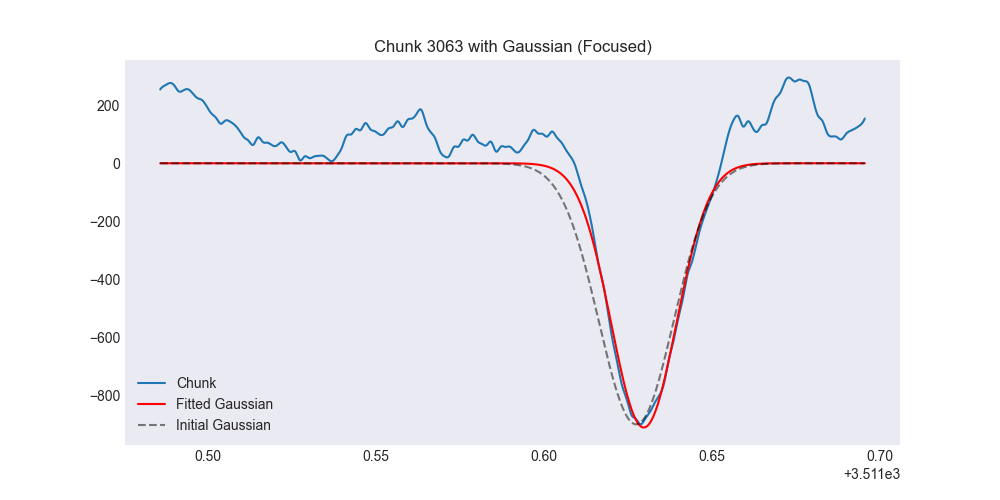 Chunk 3063 with Gaussian (Focused)
200
0
−200
−400
−600
−800
Chunk
Fitted Gaussian
Initial Gaussian
0.50 0.55 0.60 0.65 0.70
+3.511e3